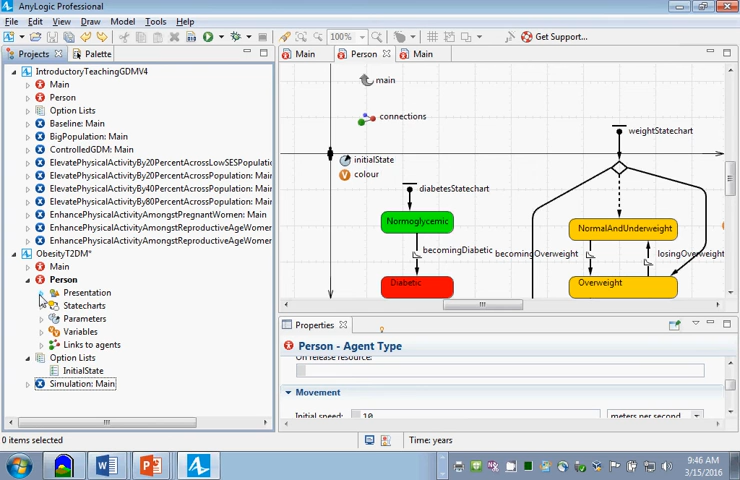 AnyLogic Professional
File Edit View Draw Model Tools Help
100%
Get Support...
Projects
Palette
IntroductoryTeachingGDMV4
Main
Person
Option Lists
Baseline: Main
BigPopulation: Main
ControlledGDM: Main
ElevatePhysicalActivityBy20PercentAcrossLowSESPopulatio
ElevatePhysicalActivityBy20PercentAcrossPopulation: Main
ElevatePhysicalActivityBy40PercentAcrossPopulation: Main
ElevatePhysicalActivityBy80PercentAcrossPopulation: Main
EnhancePhysicalActivityAmongstPregnantWomen: Main
EnhancePhysicalActivityAmongstReproductiveAgeWomen
EnhancePhysicalActivityAmongstReproductiveAgeWomen
ObesityT2DM*
Main
Person
Presentation
Statecharts
Parameters
Variables
Links to agents
Option Lists
InitialState
Simulation: Main
Main
Person
Main
main
connections
initialState
colour
V
diabetesStatechart
Normoglycemic
becomingDiabetic
Diabetic
weightStatechart
NormalAndUnderweight
becomingOverweight
losingOverweight
Overweight
Properties
Person - Agent Type
On release resource:
Movement
Initial speed:
10
meters per second
0 items selected
Time: years
9:46 AM
3/15/2016